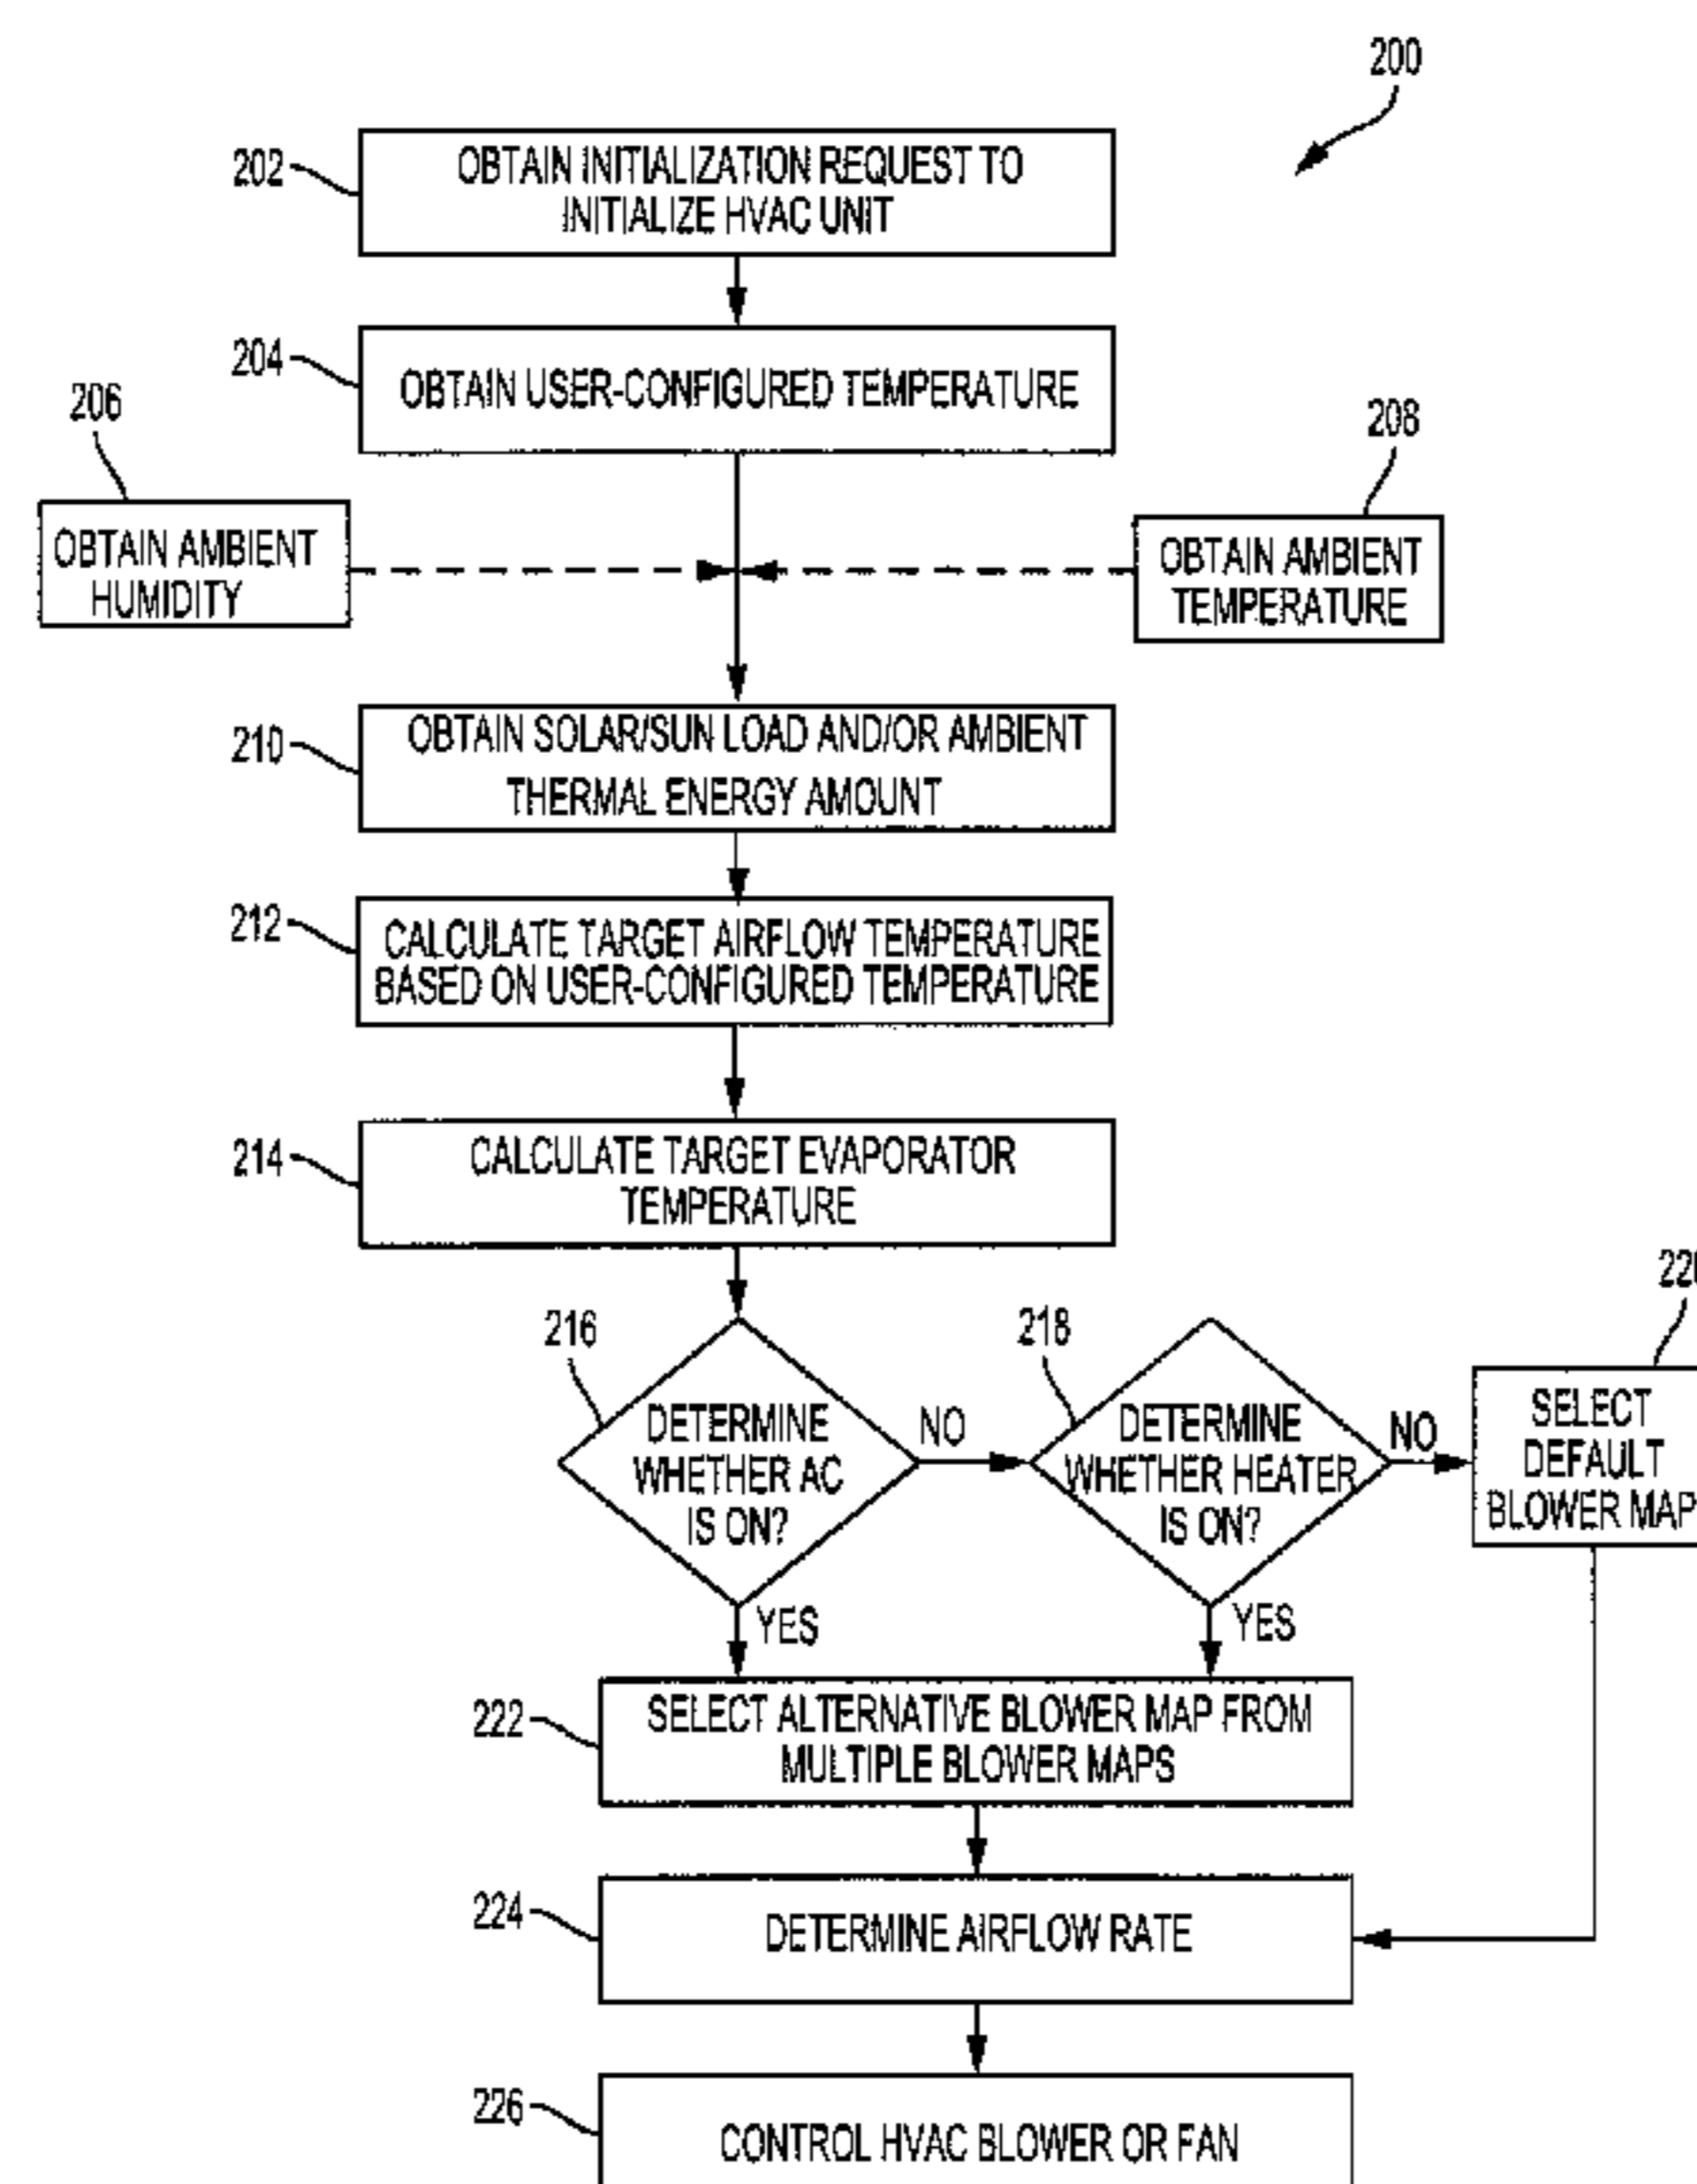 200
202
OBTAIN INITIALIZATION REQUEST TO
INITIALIZE HVAC UNIT
204
OBTAIN USER-CONFIGURED TEMPERATURE
206
OBTAIN AMBIENT
HUMIDITY
208
OBTAIN AMBIENT
TEMPERATURE
210
OBTAIN SOLAR/SUN LOAD AND/OR AMBIENT
THERMAL ENERGY AMOUNT
212
CALCULATE TARGET AIRFLOW TEMPERATURE
BASED ON USER-CONFIGURED TEMPERATURE
214
CALCULATE TARGET EVAPORATOR
TEMPERATURE
216
DETERMINE
WHETHER AC
IS ON?
NO
YES
218
DETERMINE
WHETHER HEATER
IS ON?
NO
YES
SELECT
DEFAULT
BLOWER MAP
222
SELECT ALTERNATIVE BLOWER MAP FROM
MULTIPLE BLOWER MAPS
224
DETERMINE AIRFLOW RATE
226
CONTROL HVAC BLOWER OR FAN